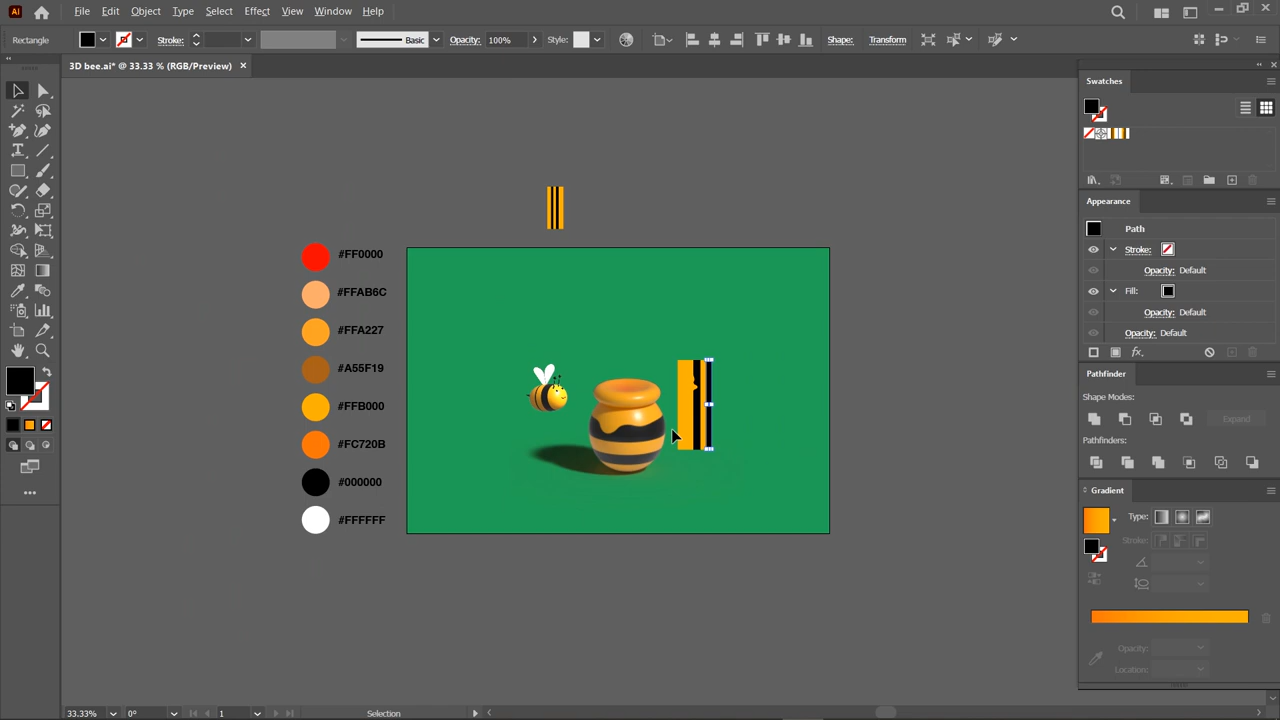 Ai File Edit Object Type Select Effect View Window Help
Rectangle Stroke: Basic Opacity: 100% Style: Shape: Transform
3D bee.ai* @ 33.33 % (RGB/Preview)
#FF0000
#FFAB6C
#FFA227
#A55F19
#FFB000
#FC720B
#000000
#FFFFFF
Swatches
Appearance
Path
Stroke:
Opacity: Default
Fill:
Opacity: Default
Opacity: Default
fx
Pathfinder
Shape Modes:
Expand
Pathfinders:
Gradient
Type:
Stroke:
Opacity:
Location:
33.33% 0° 1 Selection